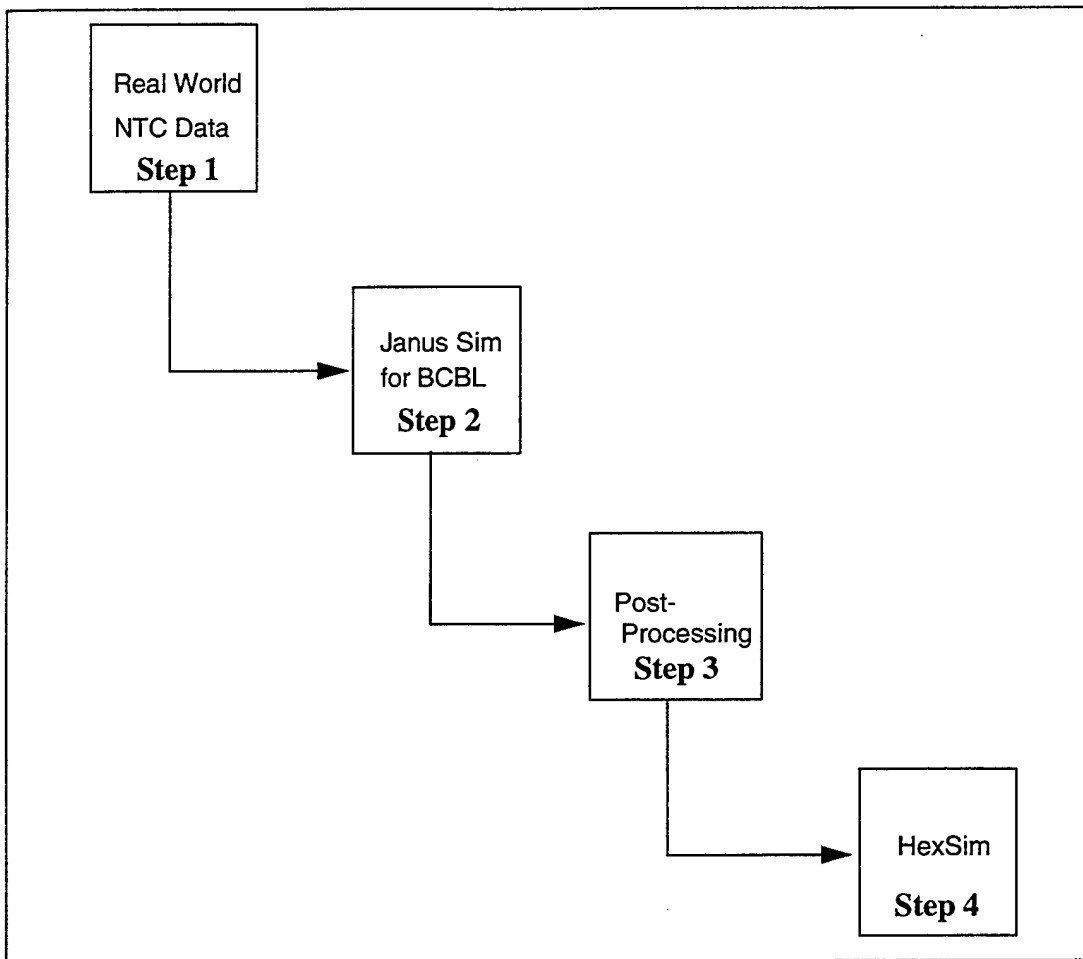 Real World
NTC Data
Step 1
Janus Sim
for BCBL
Step 2
Post-
Processing
Step 3
HexSim
Step 4